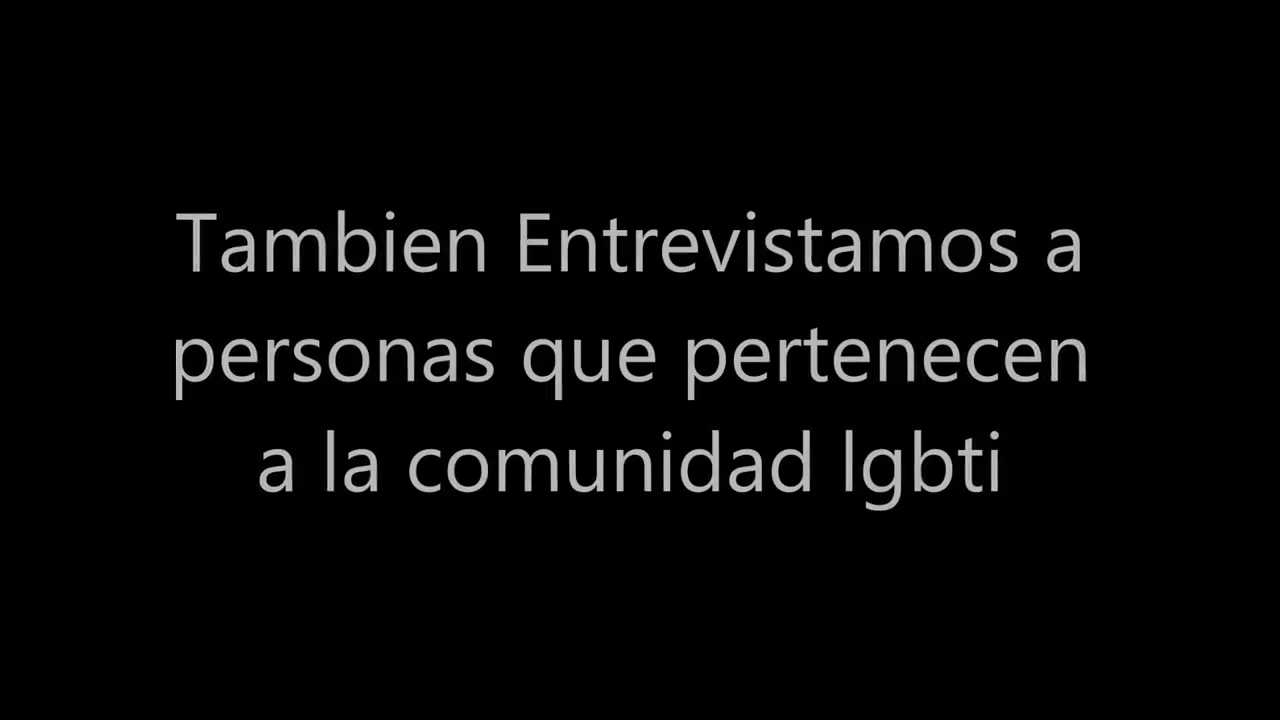 Tambien Entrevistamos a
personas que pertenecen
a la comunidad lgbti